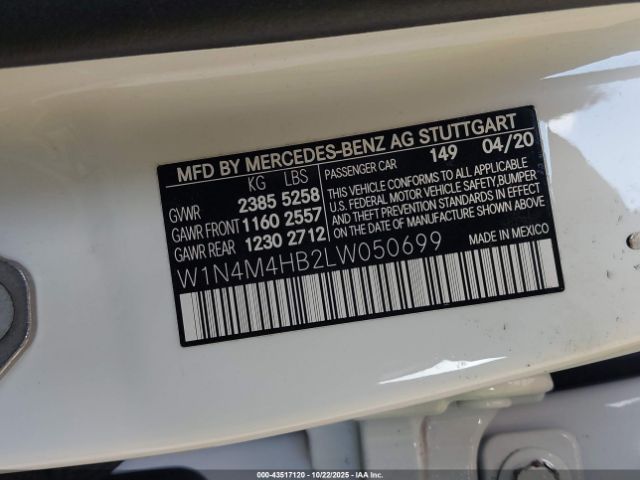 MFD BY MERCEDES-BENZ AG STUTTGART
KG LBS
GVWR 2385 5258
GAWR FRONT 1160 2557
GAWR REAR 1230 2712
PASSENGER CAR 149 04/20
THIS VEHICLE CONFORMS TO ALL APPLICABLE
U.S. FEDERAL MOTOR VEHICLE SAFETY, BUMPER
AND THEFT PREVENTION STANDARDS IN EFFECT
ON THE DATE OF MANUFACTURE SHOWN ABOVE.
MADE IN MEXICO
W1N4M4HB2LW050699
000-43517120 | 10/22/2025 | IAAI.COM